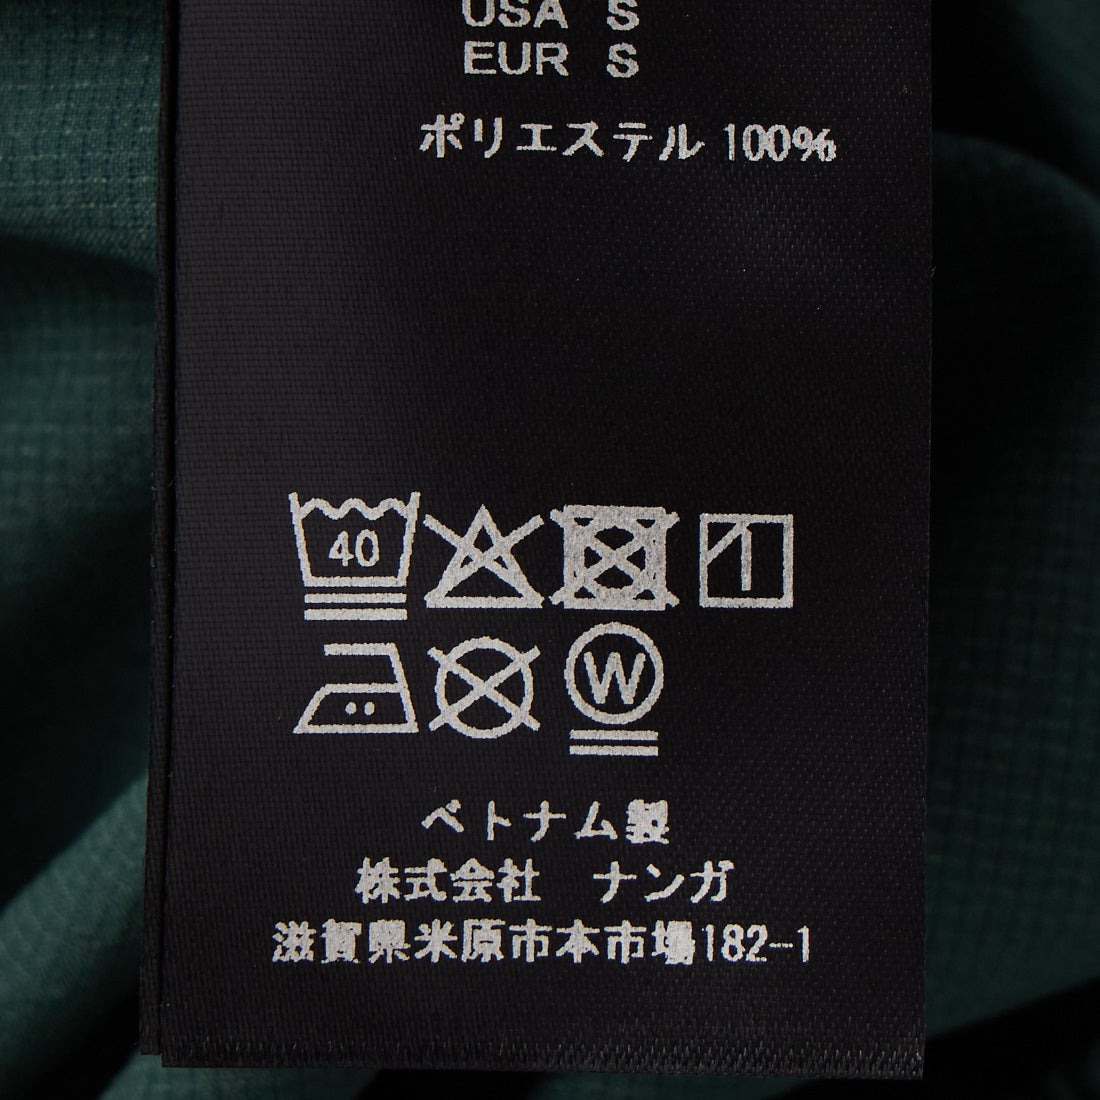 USA S
EUR S
ポリエステル 100%
40
W
ベトナム製
株式会社 ナンガ
滋賀県米原市本市場182-1